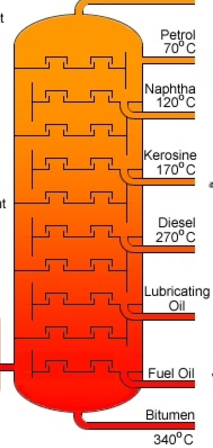 Petrol
70°C
Naphtha
120°C
Kerosine
170°C
Diesel
270°C
Lubricating
Oil
Fuel Oil
Bitumen
340°C